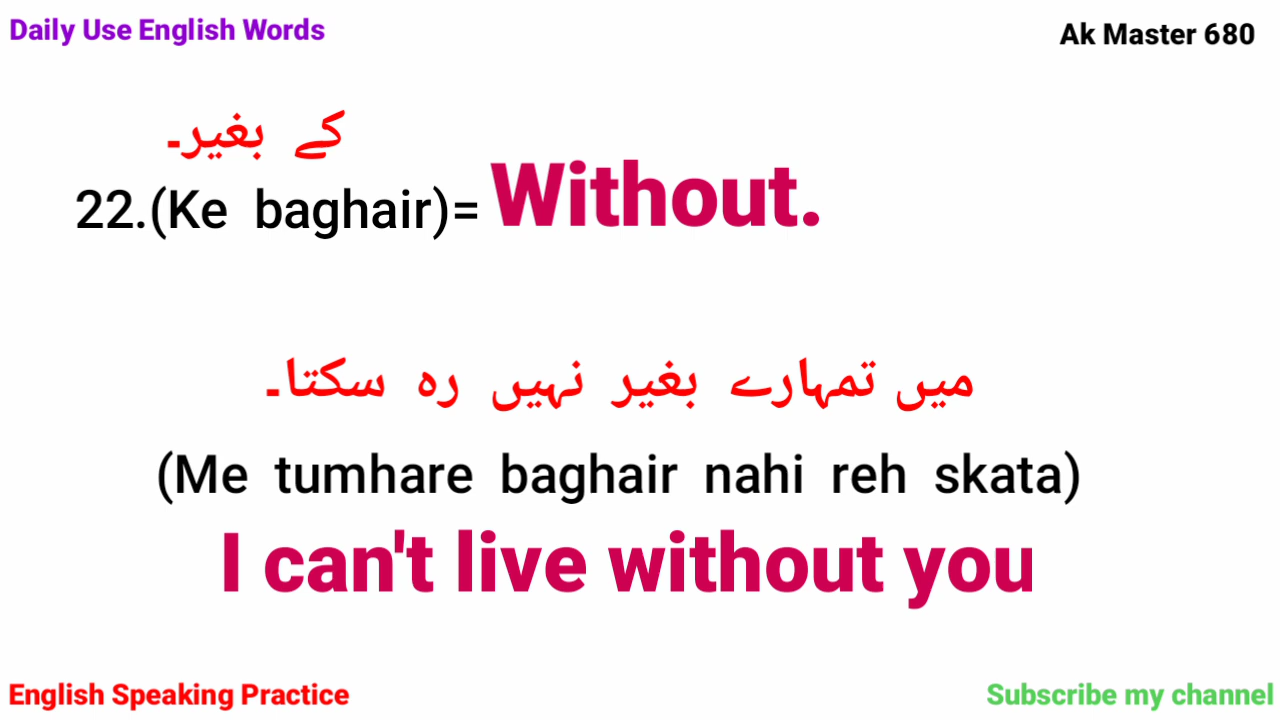 Daily Use English Words
Ak Master 680
کے بغیر۔
22.(Ke baghair)= Without.
میں تمہارے بغیر نہیں رہ سکتا۔
(Me tumhare baghair nahi reh skata)
I can't live without you
English Speaking Practice
Subscribe my channel